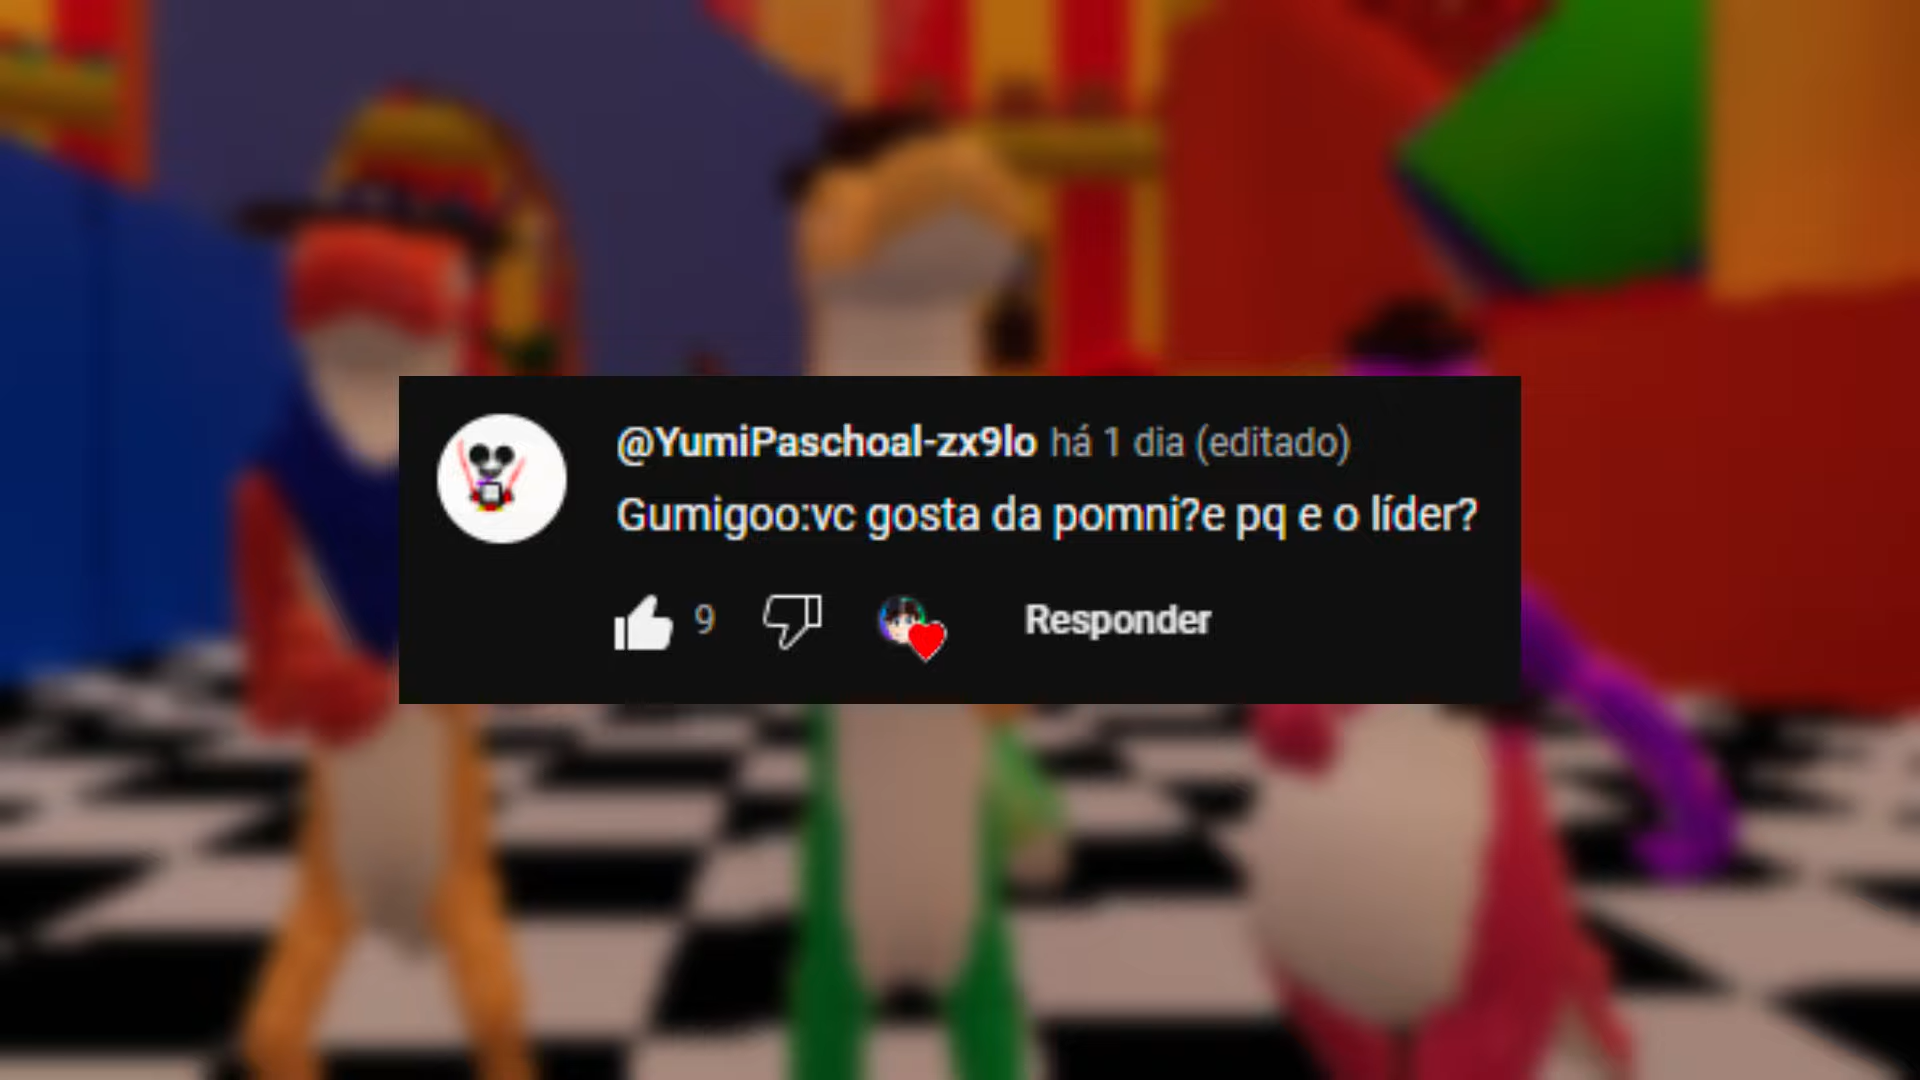 @YumiPaschoal-zx9lo há 1 dia (editado)
Gumigoo:vc gosta da pomni?e pq e o líder?
9 Responder